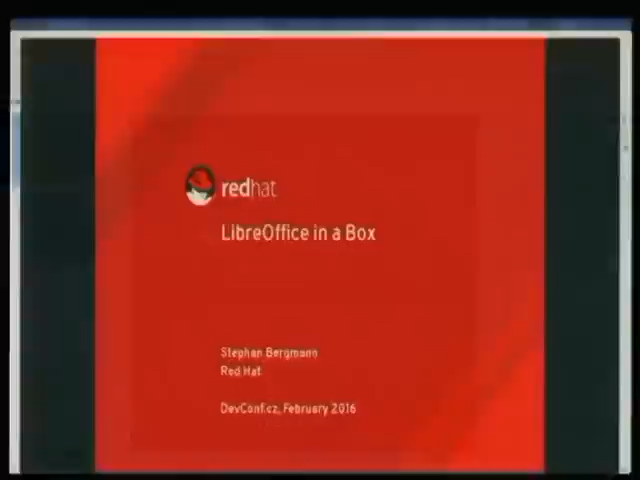 redhat
LibreOffice in a Box
Stephan Bergmann
Red Hat
DevConf.cz, February 2016